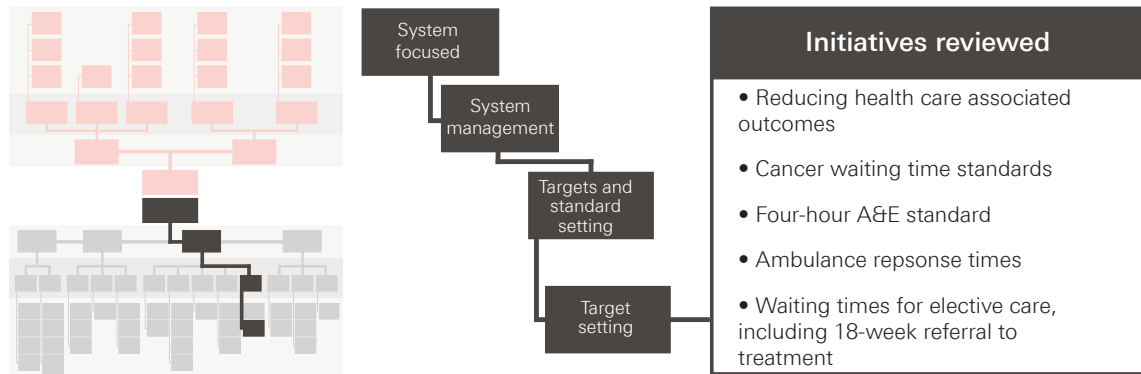 System
focused
System
management
Targets and
standard
setting
Target
setting
Initiatives reviewed
• Reducing health care associated
outcomes
• Cancer waiting time standards
• Four-hour A&E standard
• Ambulance repsonse times
• Waiting times for elective care,
including 18-week referral to
treatment